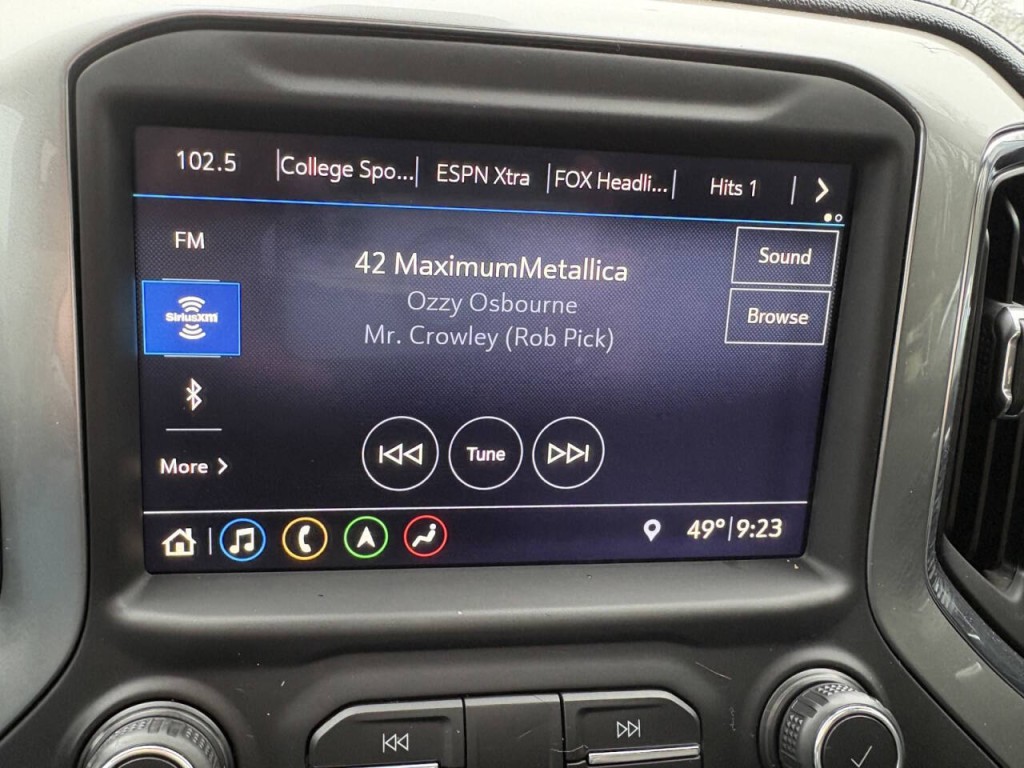 102.5 College Spo... ESPN Xtra FOX Headli... Hits 1
FM
Sound
42 MaximumMetallica
Ozzy Osbourne
Mr. Crowley (Rob Pick)
SiriusXM
Browse
More
Tune
49° 9:23